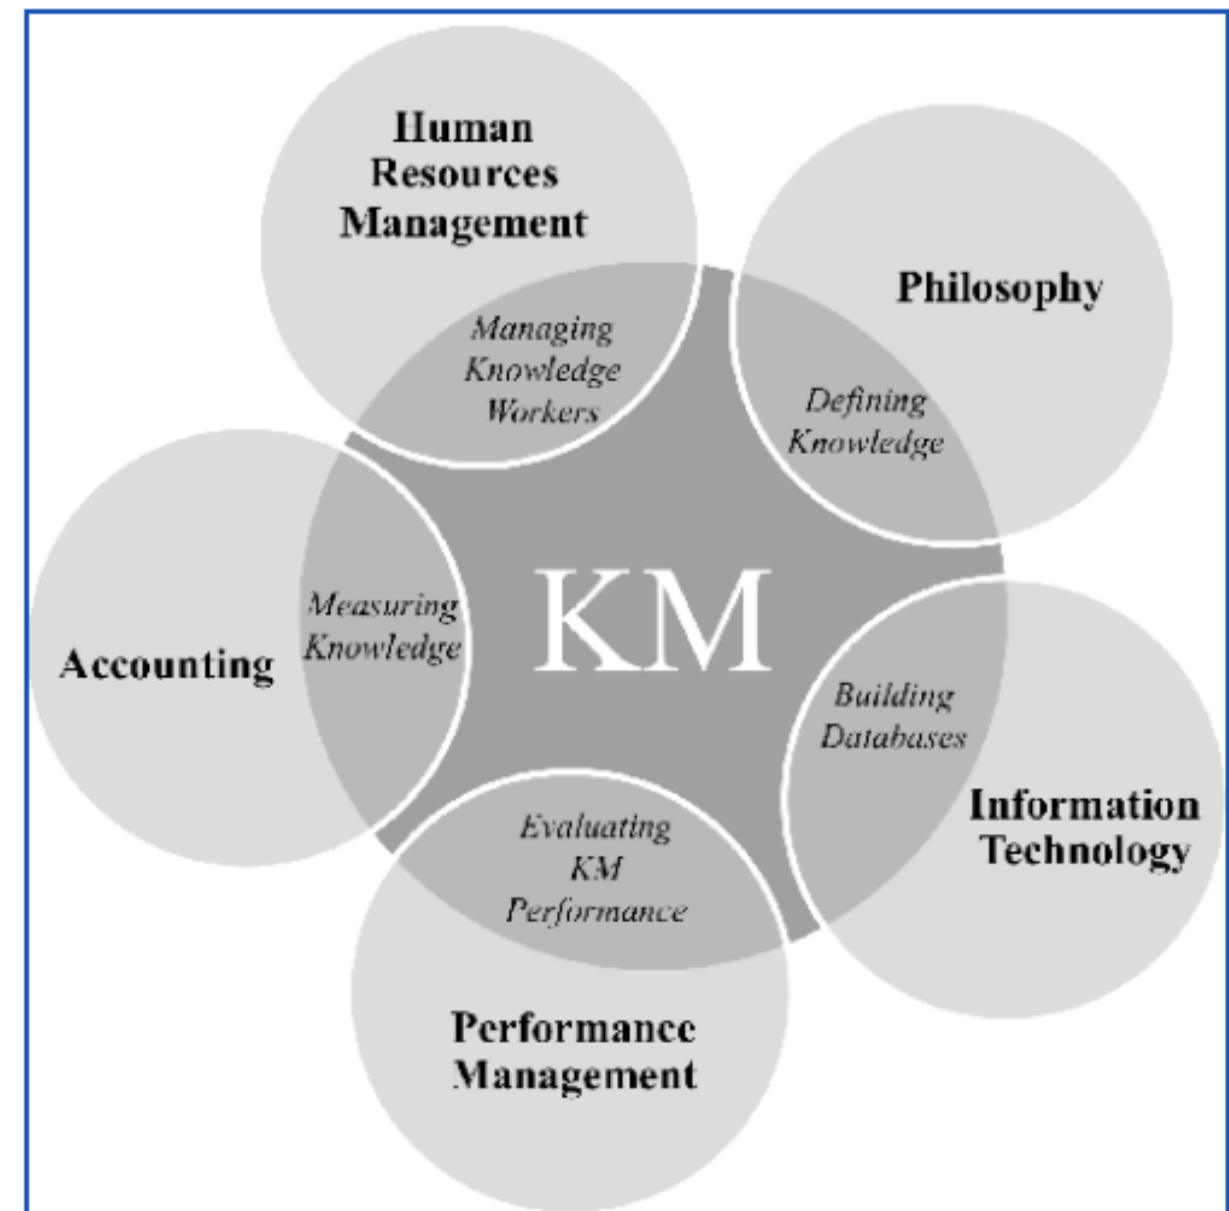 Human
Resources
Management
Managing
Knowledge
Workers
Philosophy
Defining
Knowledge
KM
Measuring
Knowledge
Accounting
Building
Databases
Information
Technology
Evaluating
KM
Performance
Performance
Management